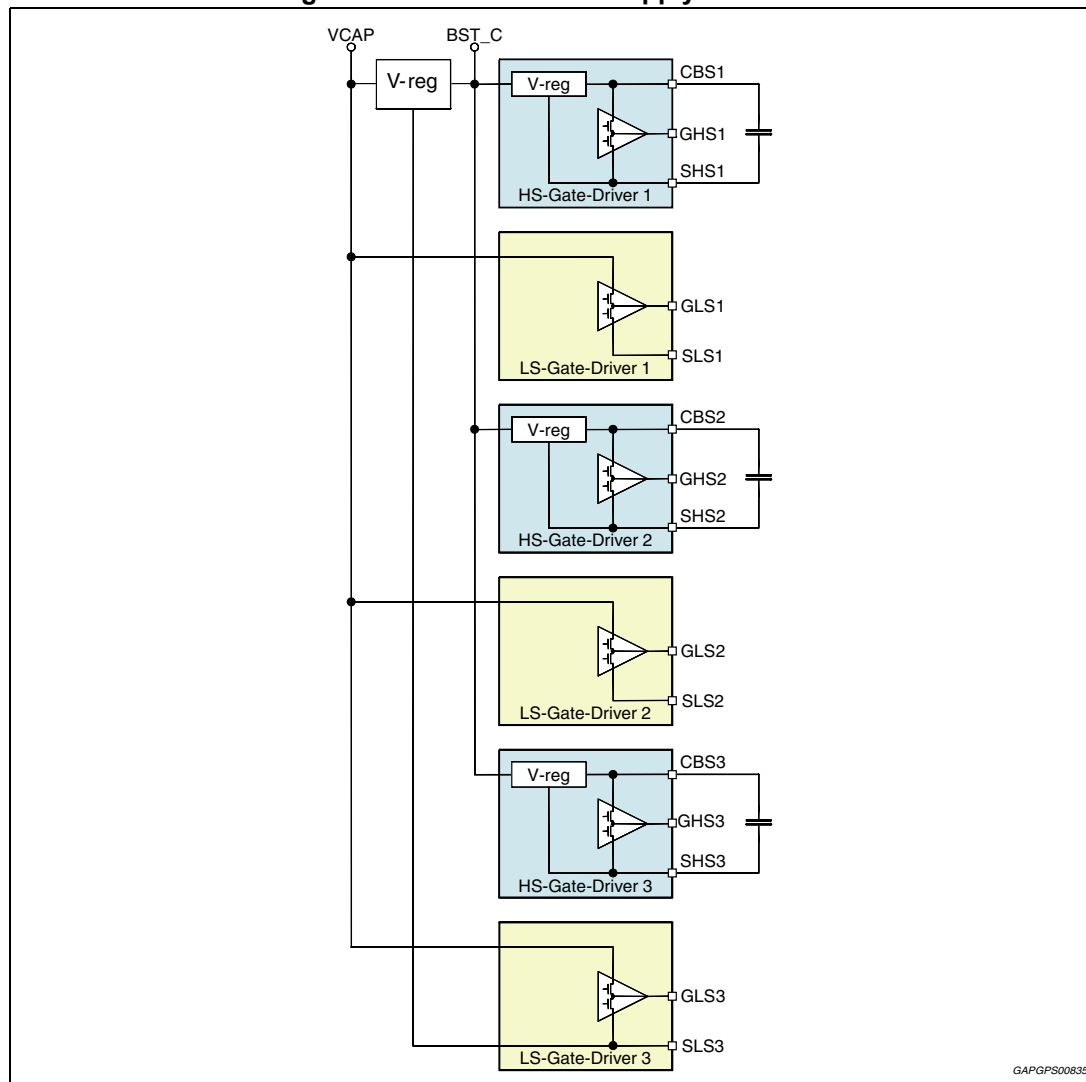 VCAP
BST_C
V-reg
V-reg
CBS1
GHS1
SHS1
HS-Gate-Driver 1
GLS1
SLS1
LS-Gate-Driver 1
V-reg
CBS2
GHS2
SHS2
HS-Gate-Driver 2
GLS2
SLS2
LS-Gate-Driver 2
V-reg
CBS3
GHS3
SHS3
HS-Gate-Driver 3
GLS3
SLS3
LS-Gate-Driver 3
GAPGPS00835